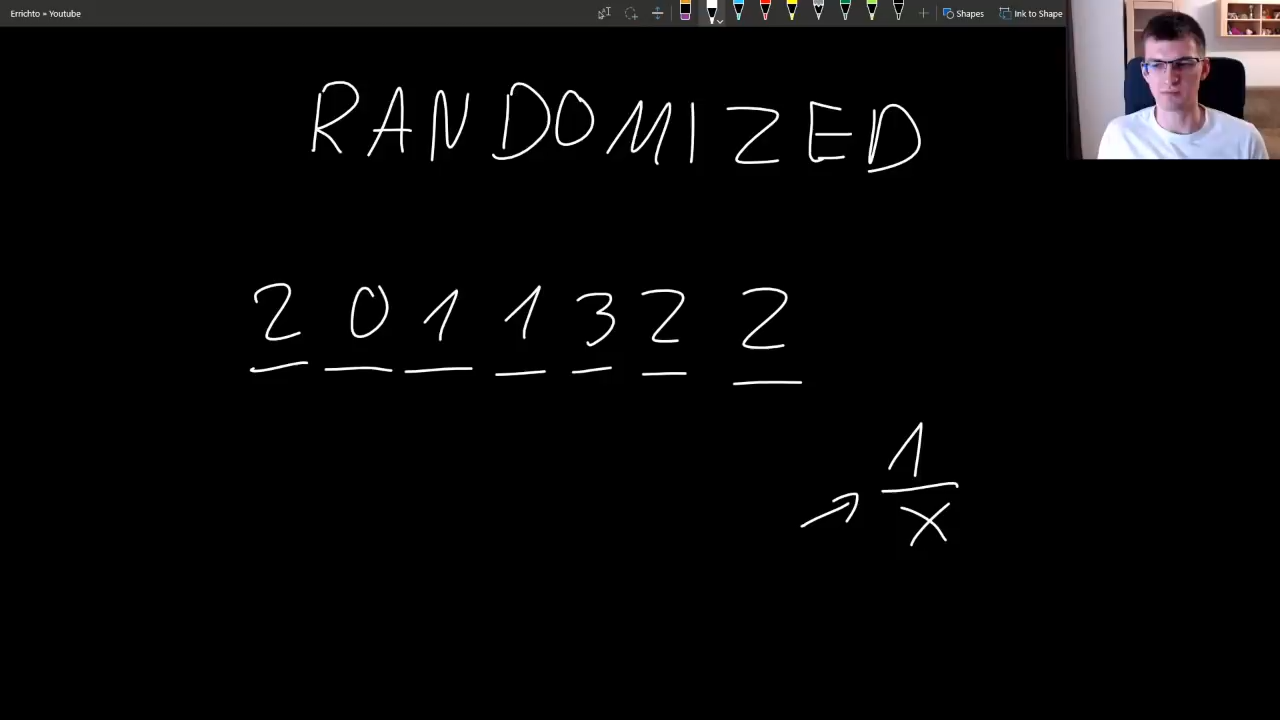 Errichto » Youtube
Shapes
Ink to Shape
RANDOMIZED
2 0 1 1 3 2 2
1
x